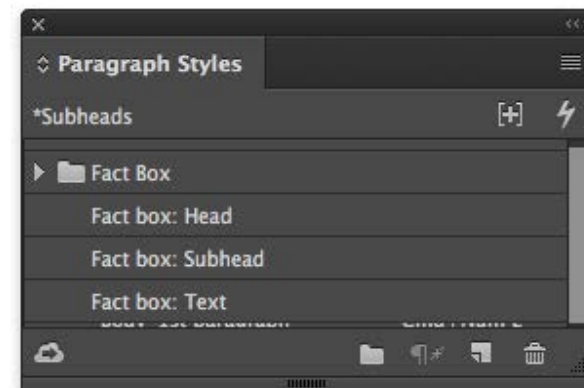 Paragraph Styles
*Subheads
Fact Box
Fact box: Head
Fact box: Subhead
Fact box: Text